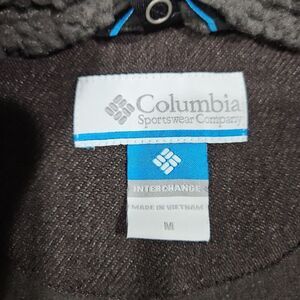 Columbia
Sportswear Company
INTERCHANGE
MADE IN VIETNAM
M